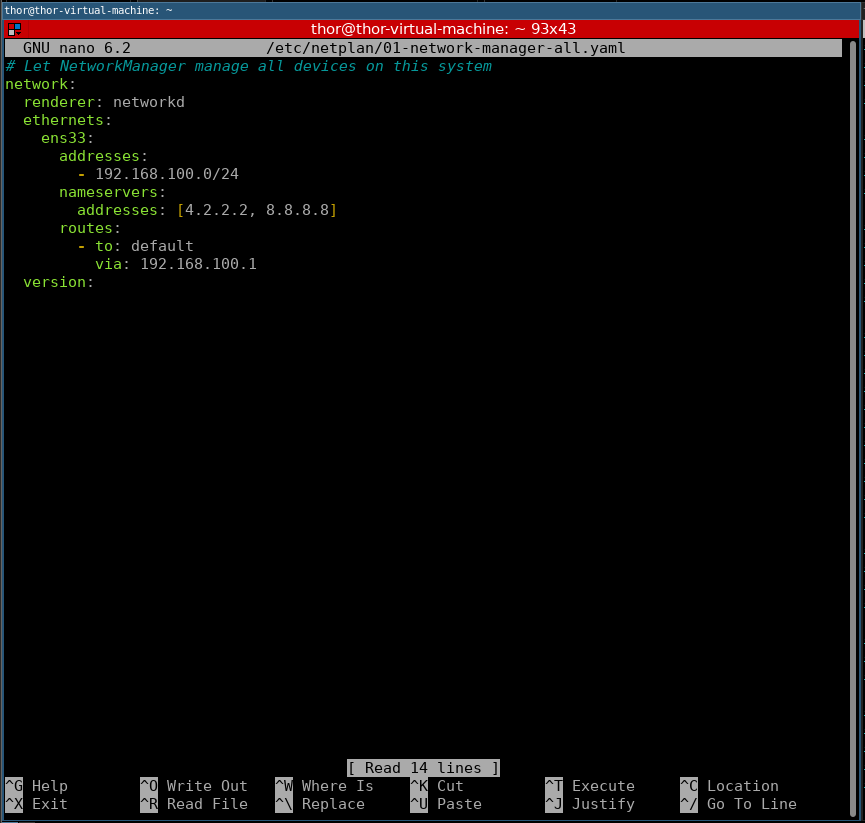 thor@thor-virtual-machine: ~
thor@thor-virtual-machine: ~ 93x43
GNU nano 6.2 /etc/netplan/01-network-manager-all.yaml
# Let NetworkManager manage all devices on this system
network:
  renderer: networkd
  ethernets:
    ens33:
      addresses:
        - 192.168.100.0/24
      nameservers:
        addresses: [4.2.2.2, 8.8.8.8]
      routes:
        - to: default
          via: 192.168.100.1
  version:
[ Read 14 lines ]
^G Help ^O Write Out ^W Where Is ^K Cut ^T Execute ^C Location
^X Exit ^R Read File ^\ Replace ^U Paste ^J Justify ^/ Go To Line